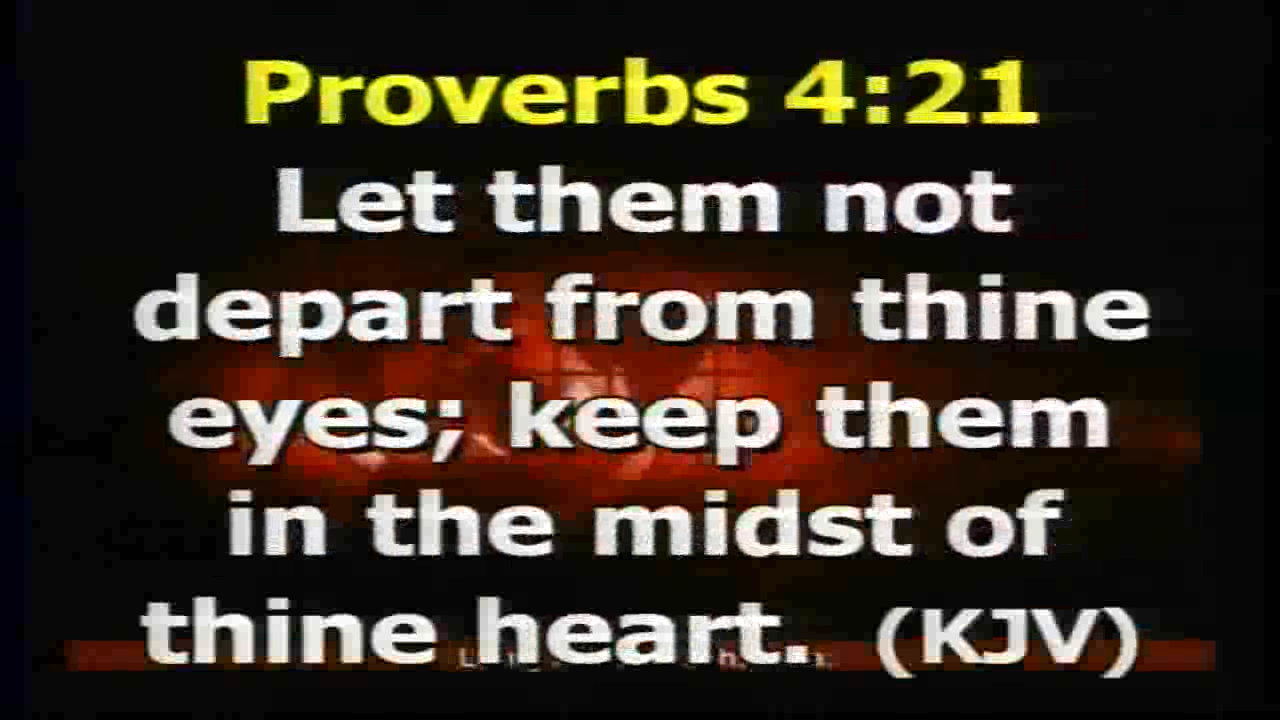 Proverbs 4:21
Let them not
depart from thine
eyes; keep them
in the midst of
thine heart. (KJV)